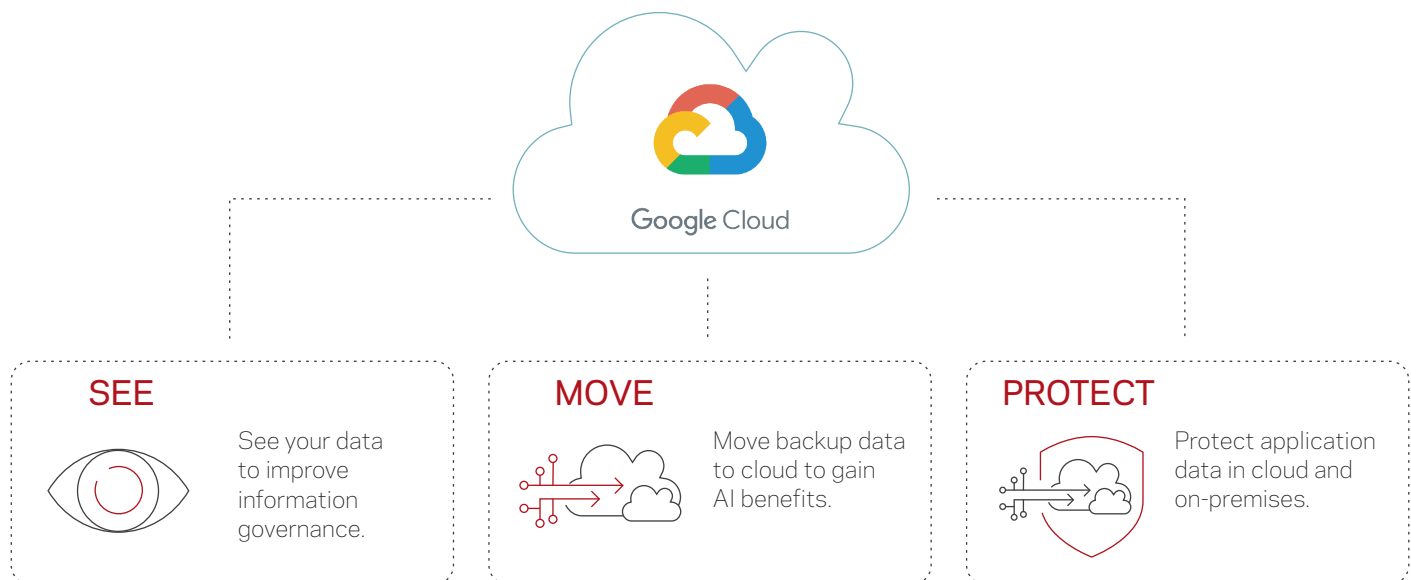 Google Cloud
SEE
See your data
to improve
information
governance.
MOVE
Move backup data
to cloud to gain
AI benefits.
PROTECT
Protect application
data in cloud and
on-premises.